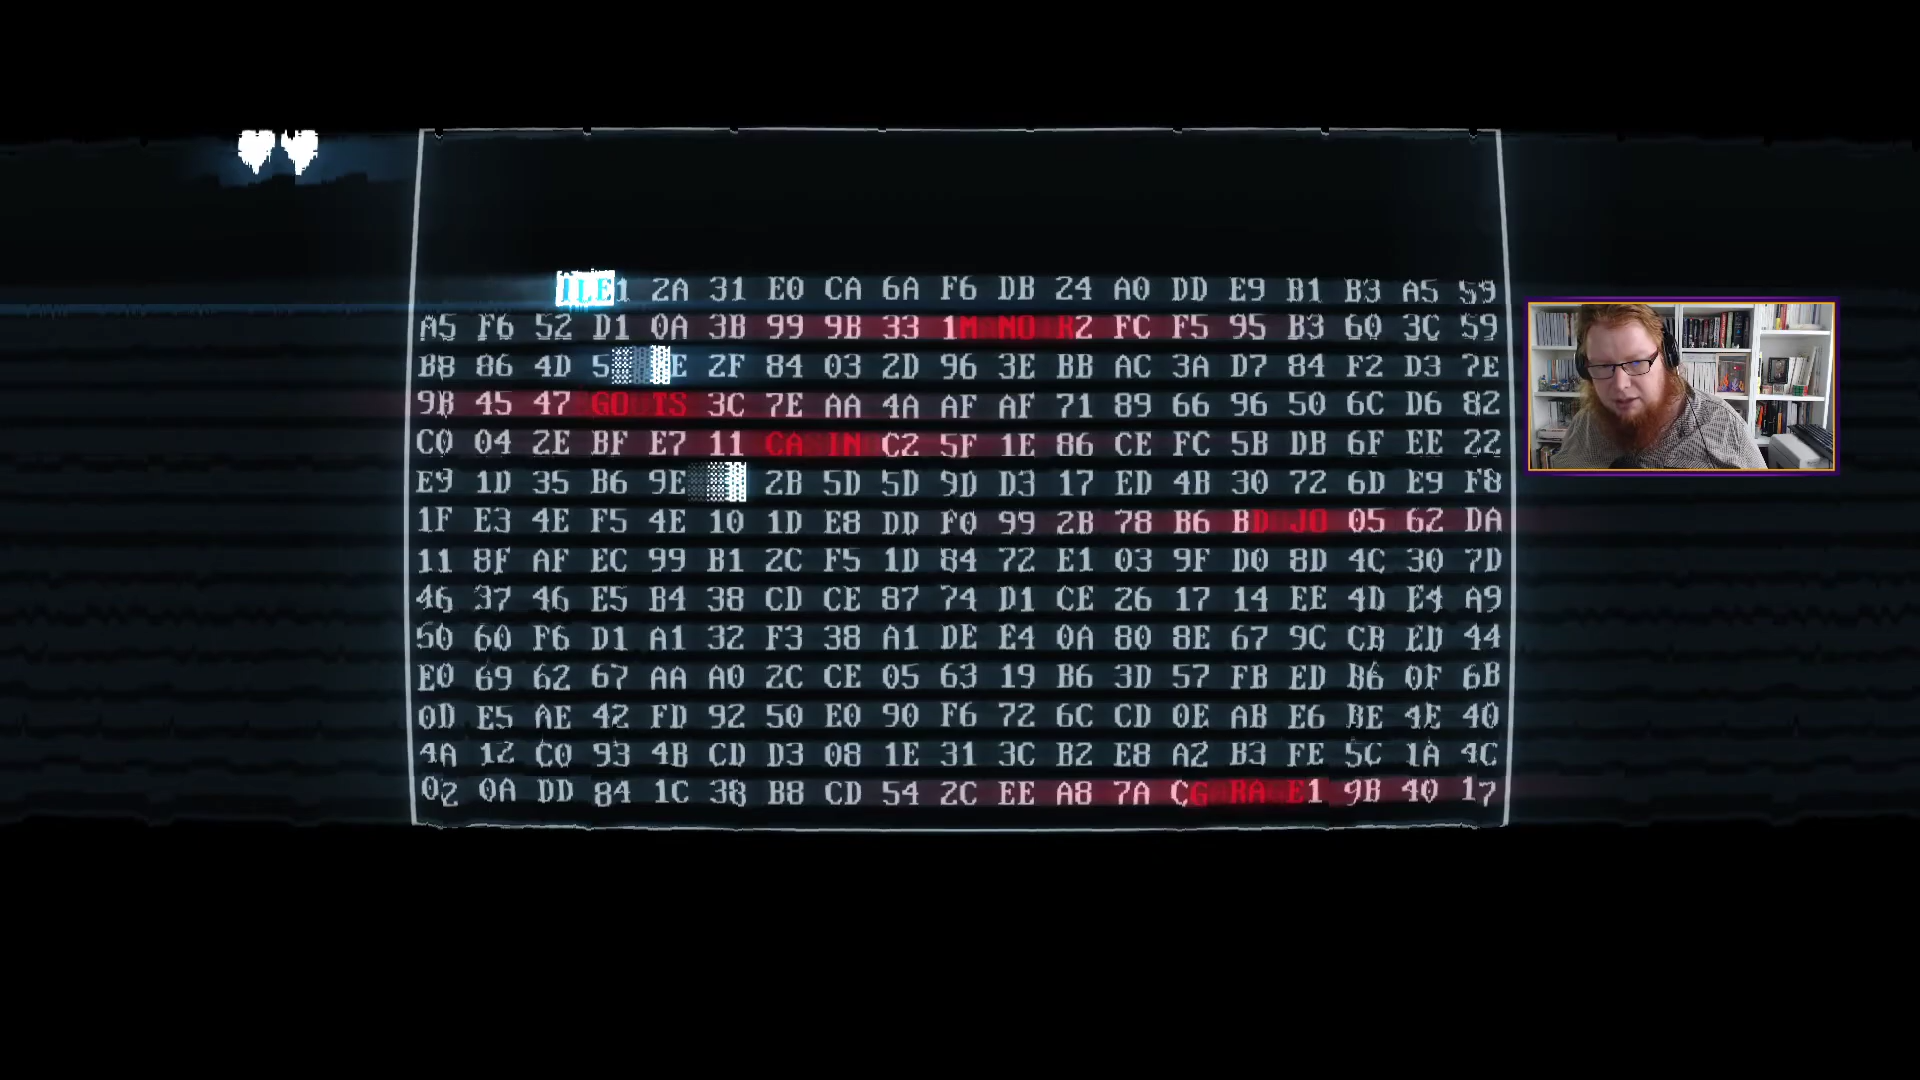 ILE1 2A 31 E0 CA 6A F6 DB 24 A0 DD E9 B1 B3 A5 59
A5 F6 52 D1 0A 3B 99 9B 33 1M NO R2 FC F5 95 B3 60 3C 59
B8 86 4D 5 E 2F 84 03 2D 96 3E BB AC 3A D7 84 F2 D3 7E
9B 45 47 GO TS 3C 7E AA 4A AF AF 71 89 66 96 50 6C D6 82
C0 04 2E BF E7 11 CA IN C2 5F 1E 86 CE FC 5B DB 6F EE 22
E9 1D 35 B6 9E 2B 5D 5D 9D D3 17 ED 4B 30 72 6D E9 F8
1F E3 4E F5 4E 10 1D E8 DD F0 99 2B 78 B6 BD JO 05 62 DA
11 8F AF EC 99 B1 2C F5 1D 84 72 E1 03 9F D0 8D 4C 30 7D
46 37 46 E5 B4 38 CD CE 87 74 D1 CE 26 17 14 EE 4D E4 A9
50 60 F6 D1 A1 32 F3 38 A1 DE E4 0A 80 8E 67 9C CB ED 44
E0 69 62 67 AA A0 2C CE 05 63 19 B6 3D 57 FB ED B6 0F 6B
0D E5 AE 42 FD 92 50 E0 90 F6 72 6C CD 0E AB E6 BE 4E 40
4A 12 C0 93 4B CD D3 08 1E 31 3C B2 E8 A2 B3 FE 5C 1A 4C
02 0A DD 84 1C 38 B8 CD 54 2C EE A8 7A CG RA E1 9B 40 17